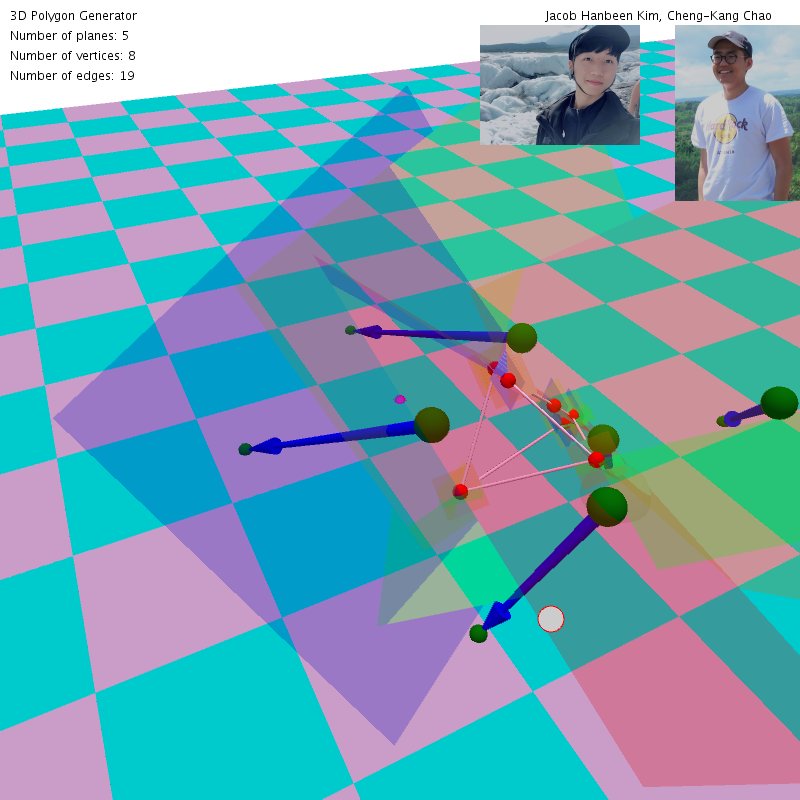 3D Polygon Generator
Jacob Hanbeen Kim, Cheng-Kang Chao
Number of planes: 5
Number of vertices: 8
Number of edges: 19